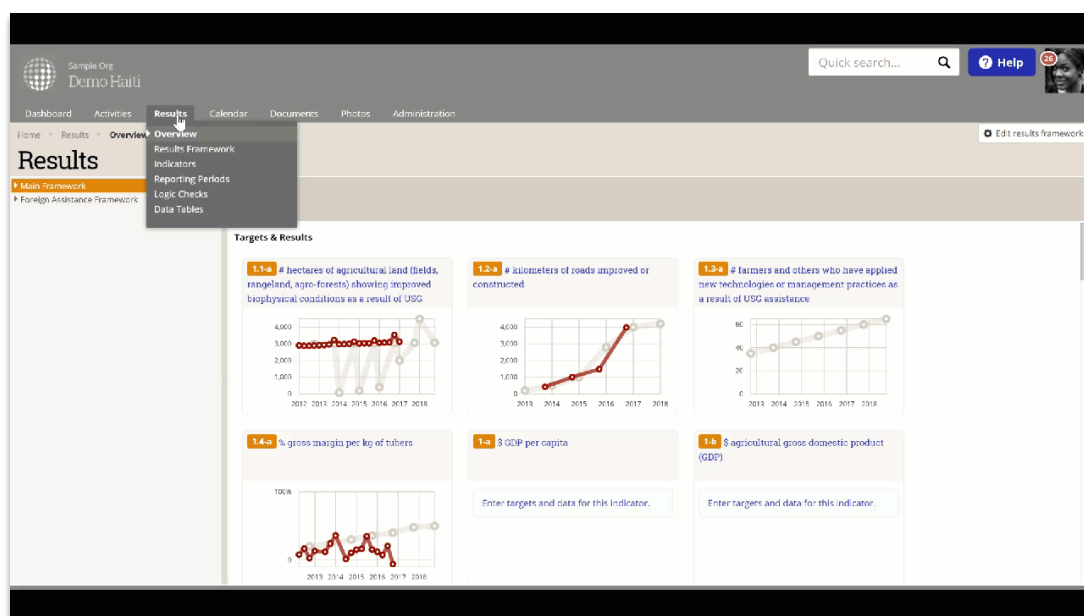 Sample Org
Demo Haiti
Quick search...
Help
26
Dashboard Activities Results Calendar Documents Photos Administration
Home Results Overview
Edit results framework
Results
Overview
Results Framework
Indicators
Reporting Periods
Logic Checks
Data Tables
Main Framework
Foreign Assistance Framework
Targets & Results
1.1-a # hectares of agricultural land (fields,
rangeland, agro-forests) showing improved
biophysical conditions as a result of USG
4,000
3,000
2,000
1,000
0
2012 2013 2014 2015 2016 2017 2018
1.2-a # kilometers of roads improved or
constructed
4,000
3,000
2,000
1,000
0
2013 2014 2015 2016 2017 2018
1.3-a # farmers and others who have applied
new technologies or management practices as
a result of USG assistance
60
40
20
0
2013 2014 2015 2016 2017 2018
1.4-a % gross margin per kg of tubers
100%
0
2013 2014 2015 2016 2017 2018
1-a $ GDP per capita
Enter targets and data for this indicator.
1-b $ agricultural gross domestic product
(GDP)
Enter targets and data for this indicator.